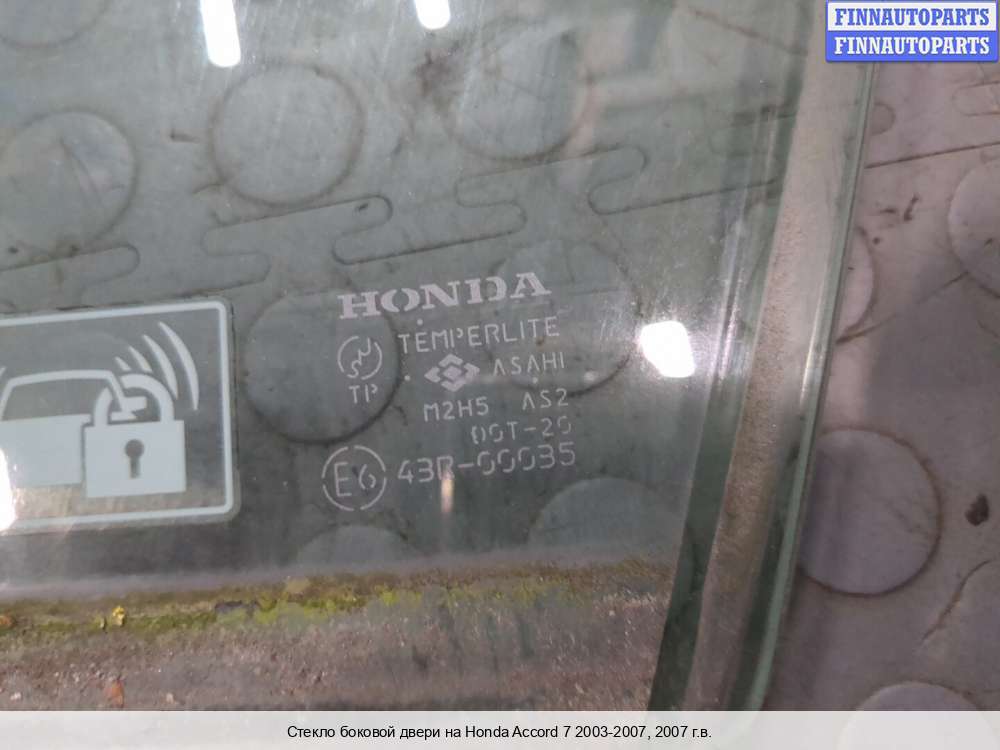 FINNAUTOPARTS
FINNAUTOPARTS
HONDA
TEMPERLITE
TP
ASAHI
M2H5 AS2
DOT-20
E6 43R-00035
Стекло боковой двери на Honda Accord 7 2003-2007, 2007 г.в.